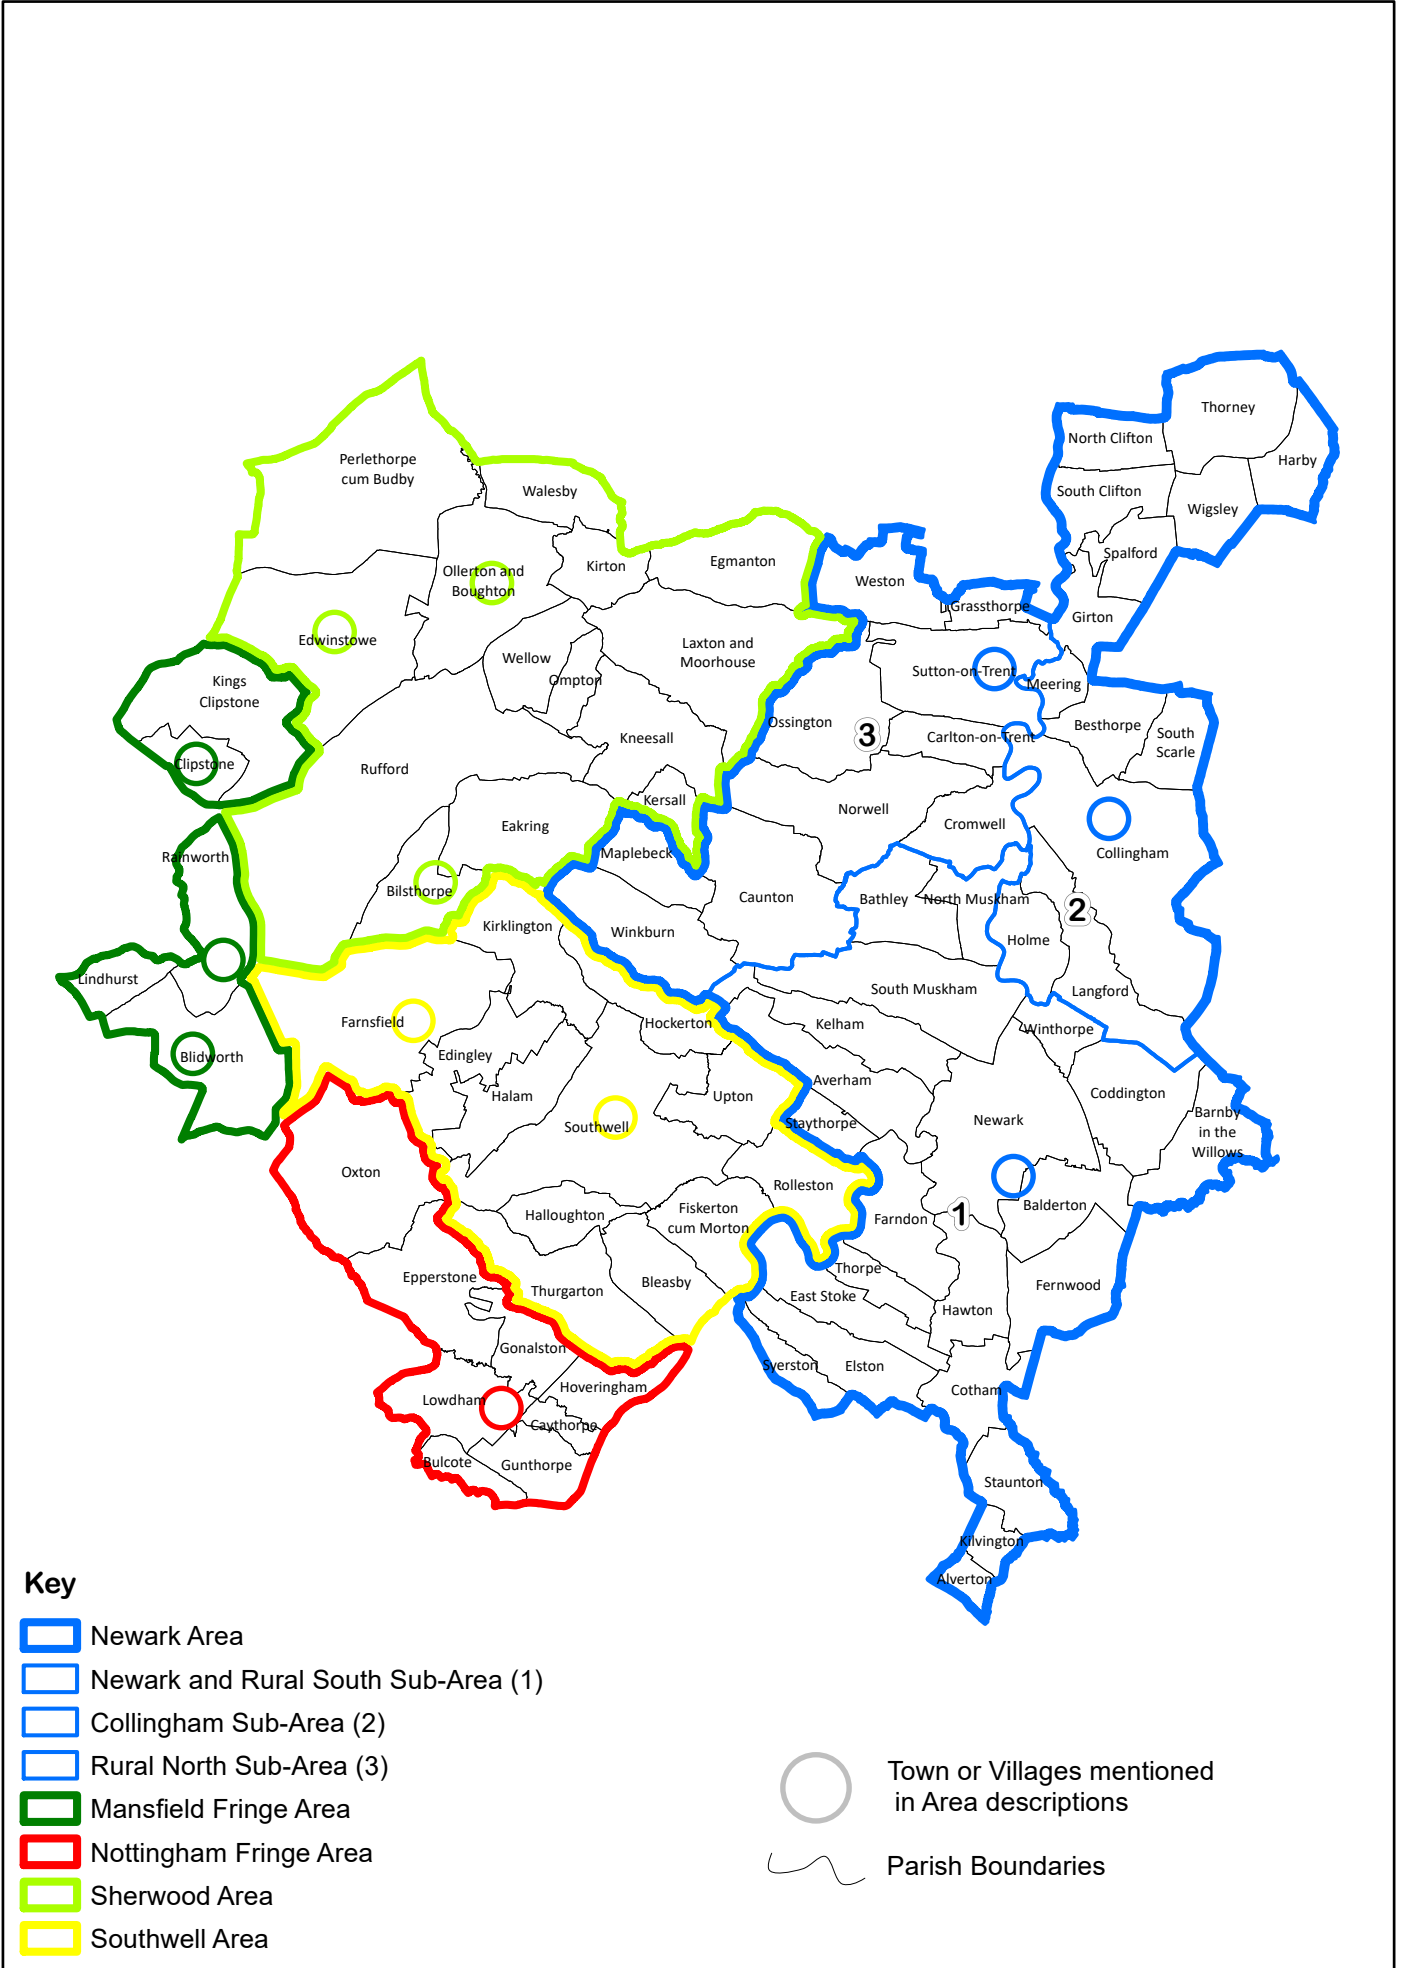 Thorney
North Clifton
Harby
Perlethorpe
cum Budby
Walesby
South Clifton
Wigsley
Spalford
Egmanton
Kirton
Ollerton and
Boughton
Weston
Grassthorpe
Girton
Edwinstowe
Laxton and
Moorhouse
Wellow
Ompton
Sutton-on-Trent
Meering
Kings
Clipstone
Ossington
3
Besthorpe
South
Scarle
Kneesall
Carlton-on-Trent
Clipstone
Rufford
Kersall
Norwell
Eakring
Cromwell
Maplebeck
Collingham
Rainworth
Bilsthorpe
Caunton
Bathley
North Muskham
2
Kirklington
Winkburn
Holme
Lindhurst
South Muskham
Langford
Farnsfield
Hockerton
Kelham
Winthorpe
Blidworth
Edingley
Averham
Halam
Upton
Coddington
Southwell
Staythorpe
Newark
Barnby
in the
Willows
Oxton
Rolleston
Halloughton
Fiskerton
cum Morton
Farndon
1
Balderton
Epperstone
Thurgarton
Bleasby
Thorpe
East Stoke
Fernwood
Hawton
Gonalston
Syerston
Elston
Hoveringham
Cotham
Lowdham
Caythorpe
Bulcote
Gunthorpe
Staunton
Kilvington
Alverton
Key
Newark Area
Newark and Rural South Sub-Area (1)
Collingham Sub-Area (2)
Rural North Sub-Area (3)
Mansfield Fringe Area
Nottingham Fringe Area
Sherwood Area
Southwell Area
Town or Villages mentioned
in Area descriptions
Parish Boundaries